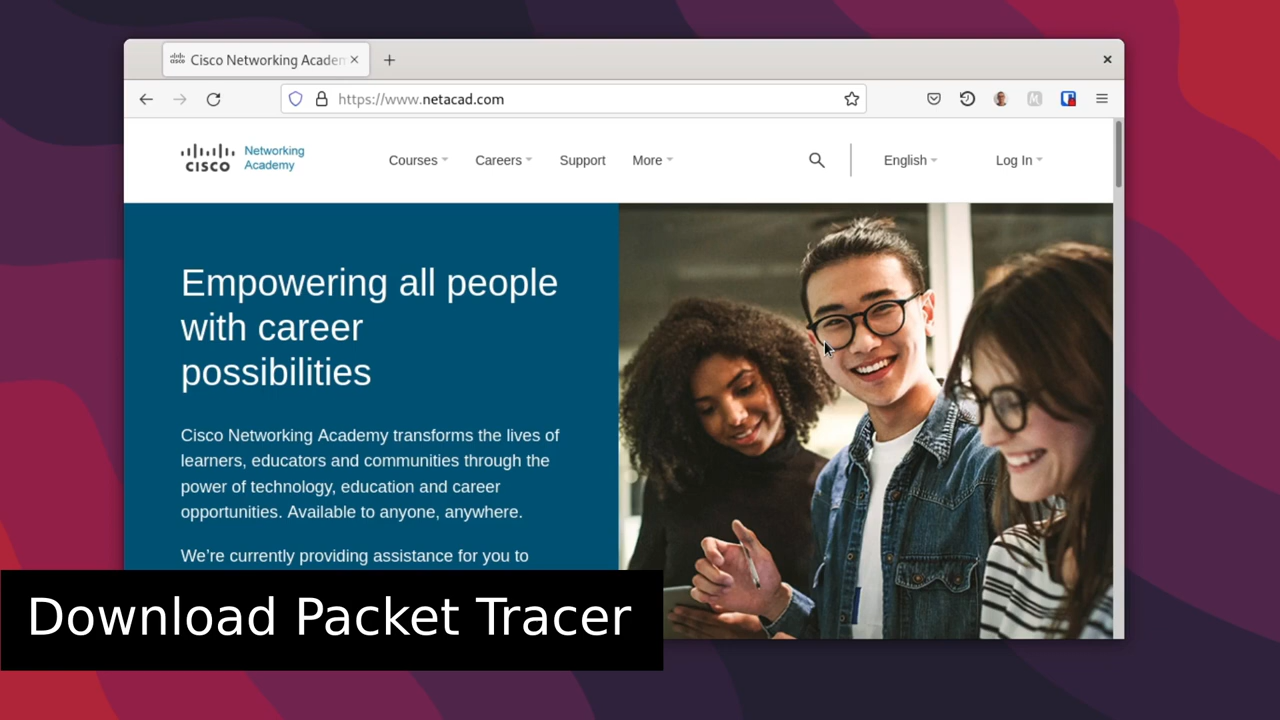 Cisco Networking Academ
https://www.netacad.com
CISCO
Networking
Academy
Courses
Careers
Support
More
English
Log In
Empowering all people
with career
possibilities
Cisco Networking Academy transforms the lives of
learners, educators and communities through the
power of technology, education and career
opportunities. Available to anyone, anywhere.
We’re currently providing assistance for you to
Download Packet Tracer